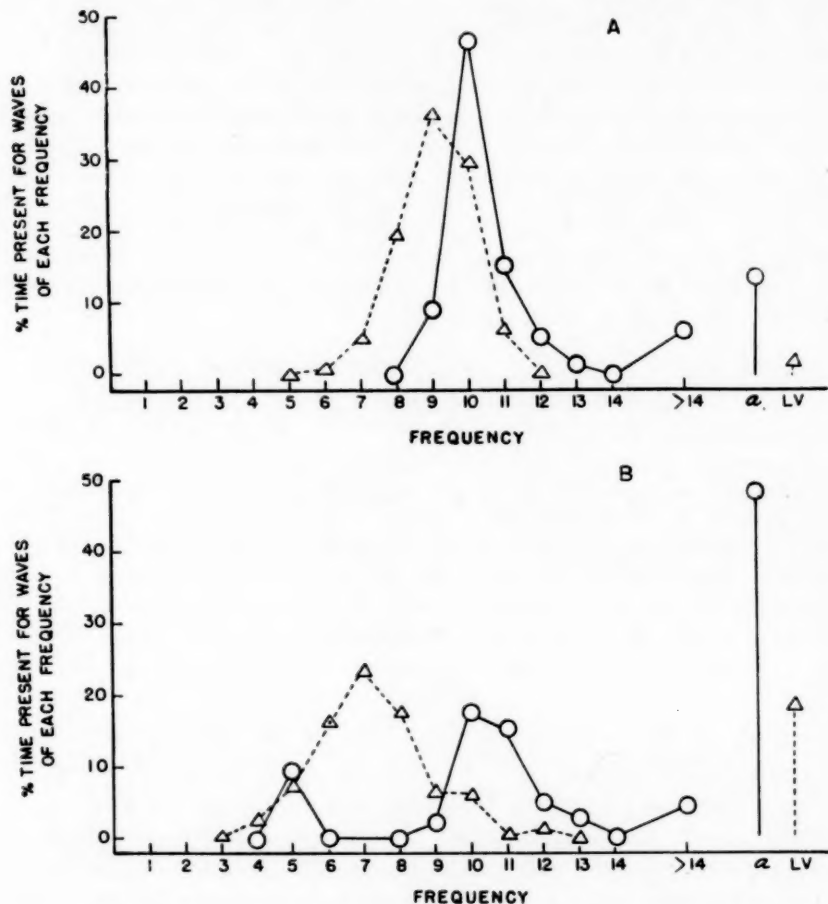 A
% TIME PRESENT FOR WAVES
OF EACH FREQUENCY
50
40
30
20
10
0
1 2 3 4 5 6 7 8 9 10 11 12 13 14 >14 a LV
FREQUENCY
B
% TIME PRESENT FOR WAVES
OF EACH FREQUENCY
50
40
30
20
10
0
1 2 3 4 5 6 7 8 9 10 11 12 13 14 >14 a LV
FREQUENCY